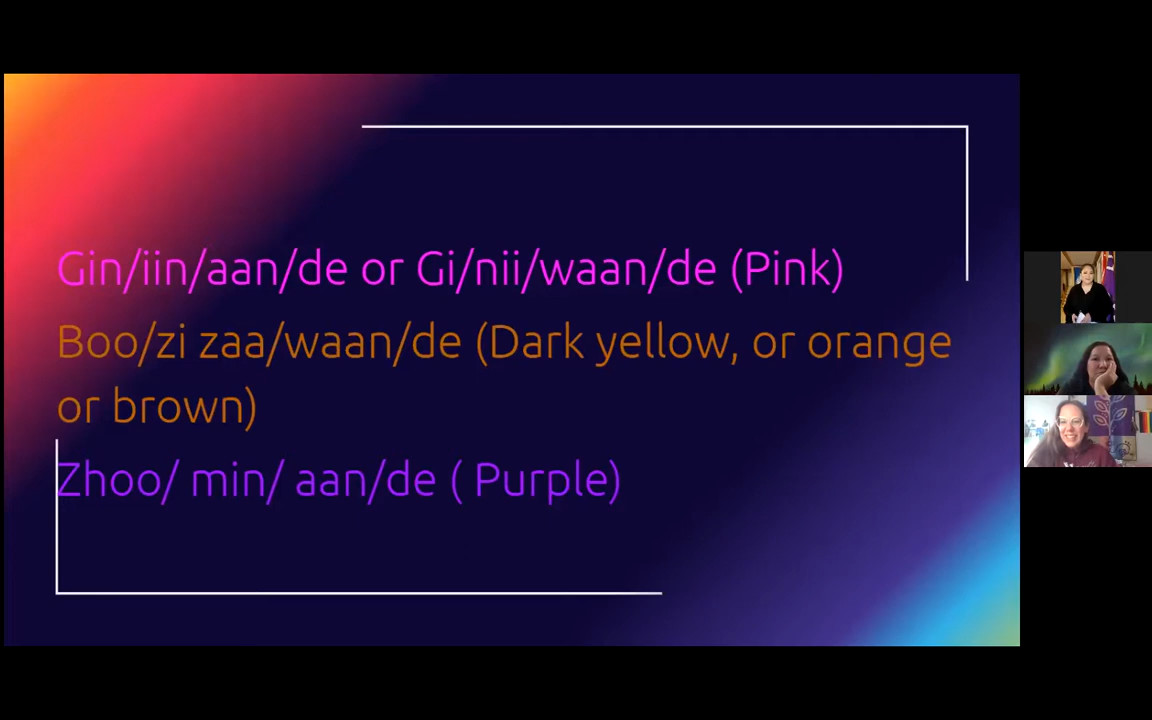 Gin/iin/aan/de or Gi/nii/waan/de (Pink)
Boo/zi zaa/waan/de (Dark yellow, or orange
or brown)
Zhoo/ min/ aan/de ( Purple)